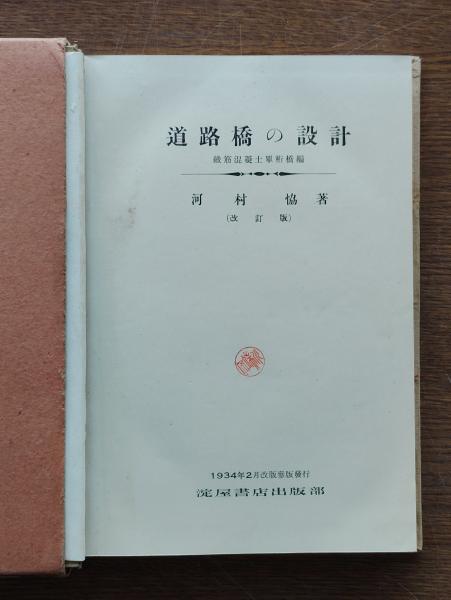 道路橋の設計
鐵筋混凝土單桁橋編
河村恊著
(改訂版)
1934年2月改版參版發行
淀屋書店出版部